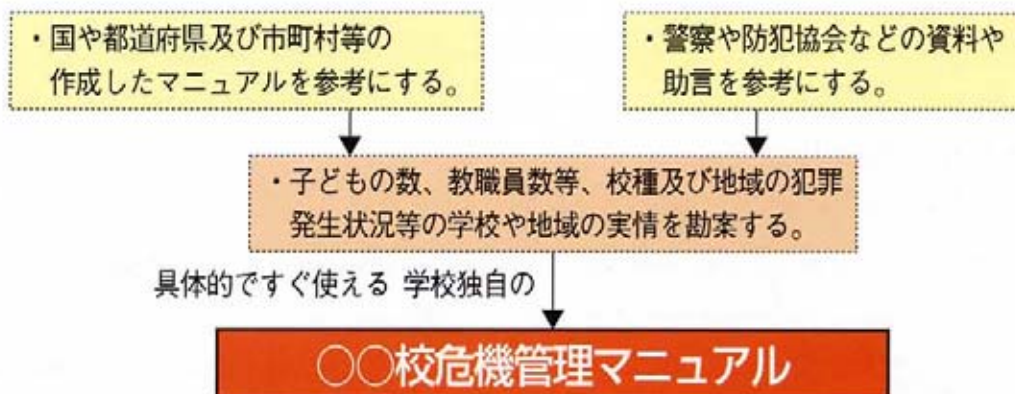 ・国や都道府県及び市町村等の
作成したマニュアルを参考にする。
・警察や防犯協会などの資料や
助言を参考にする。
・子どもの数、教職員数等、校種及び地域の犯罪
発生状況等の学校や地域の実情を勘案する。
具体的ですぐ使える 学校独自の
○○校危機管理マニュアル